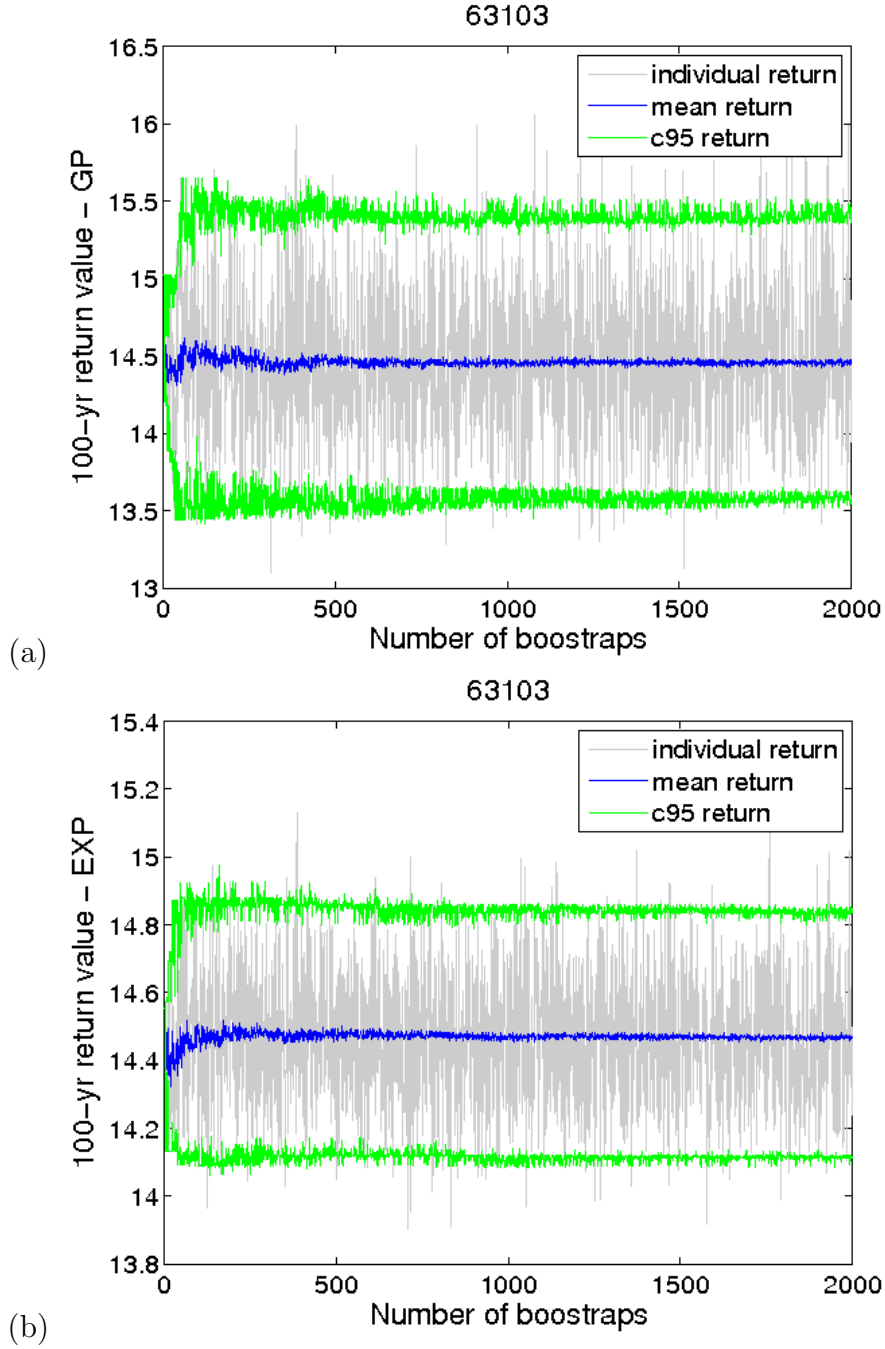 63103
16.5
16
15.5
15
14.5
14
13.5
13
100-yr return value - GP
individual return
mean return
c95 return
0
500
1000
1500
2000
Number of boostraps
(a)
63103
15.4
15.2
15
14.8
14.6
14.4
14.2
14
13.8
100-yr return value - EXP
individual return
mean return
c95 return
0
500
1000
1500
2000
Number of boostraps
(b)